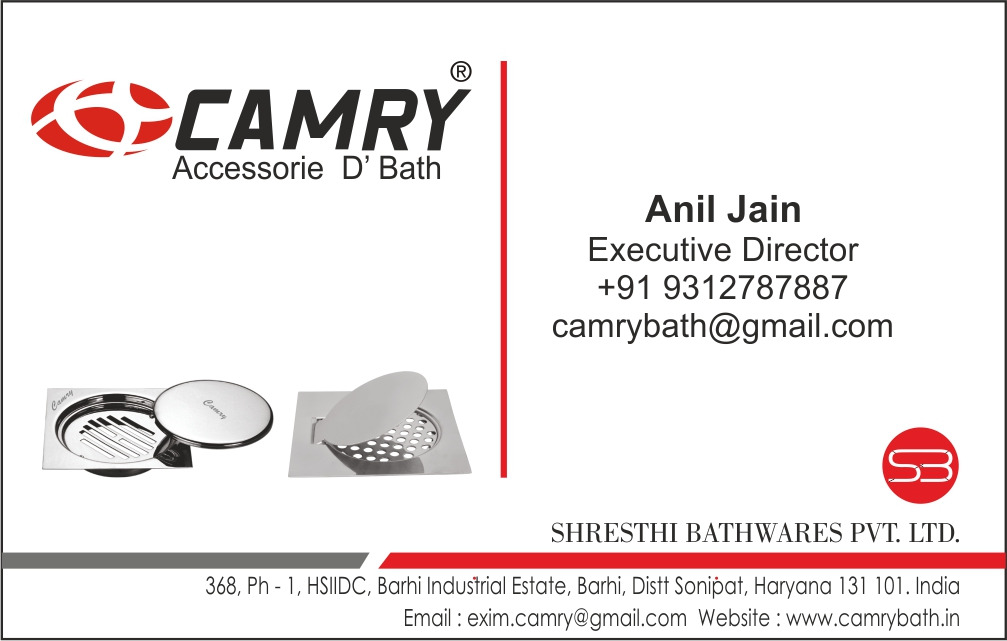 CAMRY®
Accessorie D' Bath
Anil Jain
Executive Director
+91 9312787887
camrybath@gmail.com
Camry
Camry
SB
SHRESTHI BATHWARES PVT. LTD.
368, Ph - 1, HSIIDC, Barhi Industrial Estate, Barhi, Distt Sonipat, Haryana 131 101. India
Email : exim.camry@gmail.com Website : www.camrybath.in